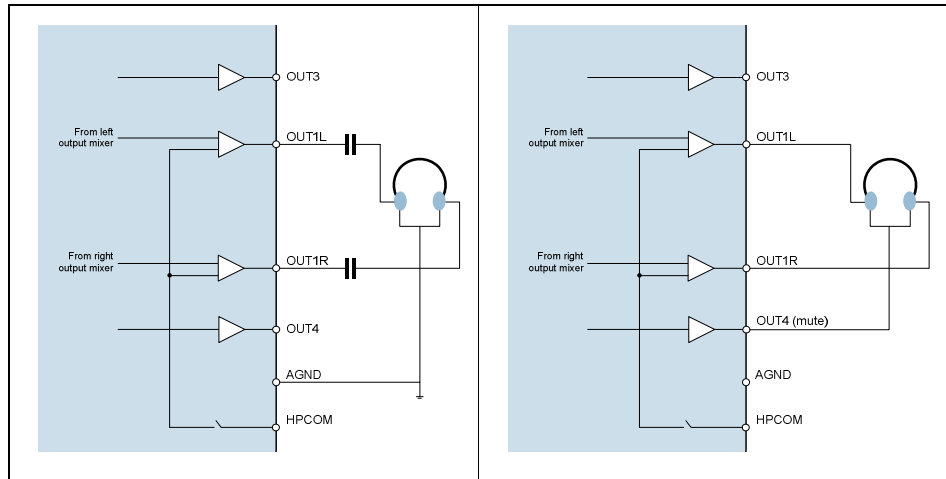 OUT3
From left
output mixer
OUT1L
From right
output mixer
OUT1R
OUT4
AGND
HPCOM
OUT3
From left
output mixer
OUT1L
From right
output mixer
OUT1R
OUT4 (mute)
AGND
HPCOM